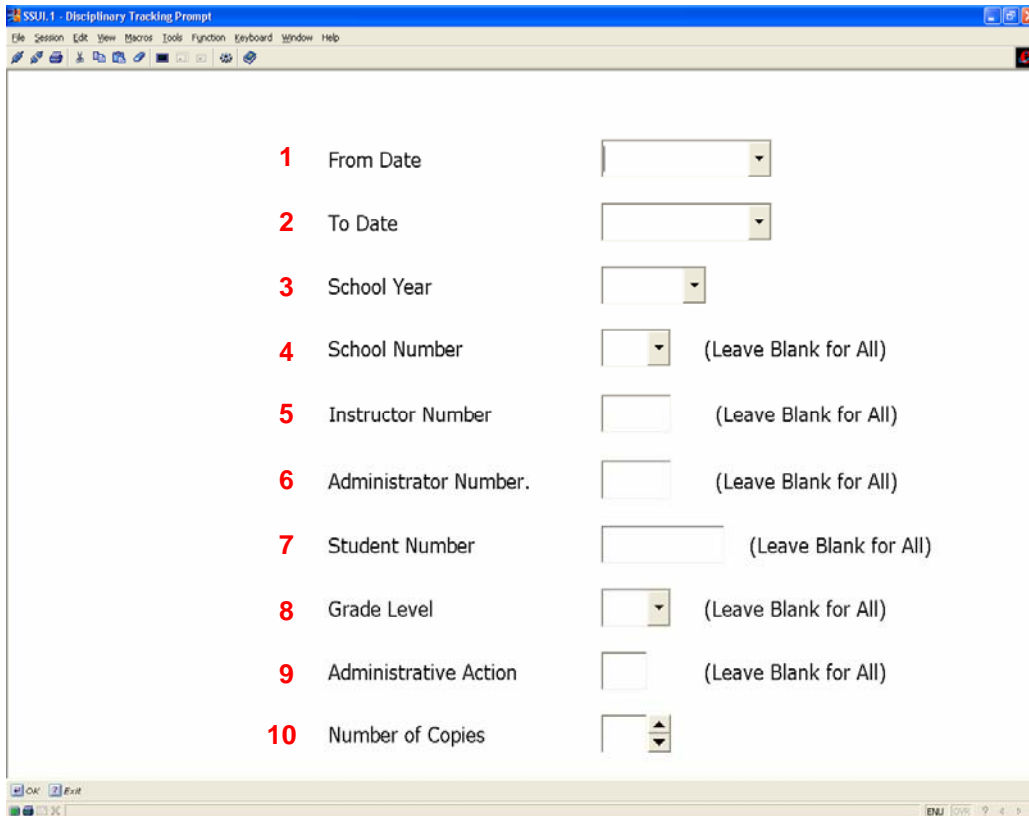 SSUI.1 - Disciplinary Tracking Prompt
File Session Edit View Macros Tools Function Keyboard Window Help
1 From Date
2 To Date
3 School Year
4 School Number (Leave Blank for All)
5 Instructor Number (Leave Blank for All)
6 Administrator Number. (Leave Blank for All)
7 Student Number (Leave Blank for All)
8 Grade Level (Leave Blank for All)
9 Administrative Action (Leave Blank for All)
10 Number of Copies
OK ? Exit
ENU OVR ?